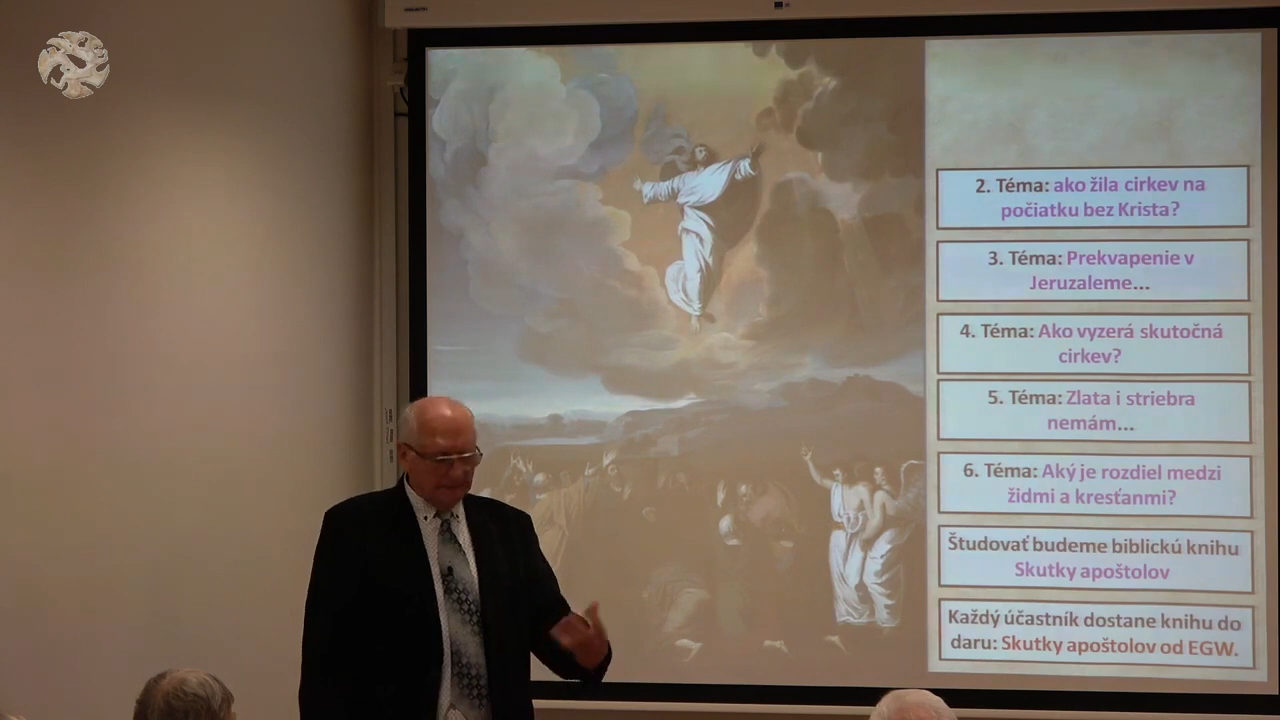 2. Téma: ako žila cirkev na
počiatku bez Krista?
3. Téma: Prekvapenie v
Jeruzaleme...
4. Téma: Ako vyzerá skutočná
cirkev?
5. Téma: Zlata i striebra
nemám...
6. Téma: Aký je rozdiel medzi
židmi a kresťanmi?
Študovať budeme biblickú knihu
Skutky apoštolov
Každý účastník dostane knihu do
daru: Skutky apoštolov od EGW.